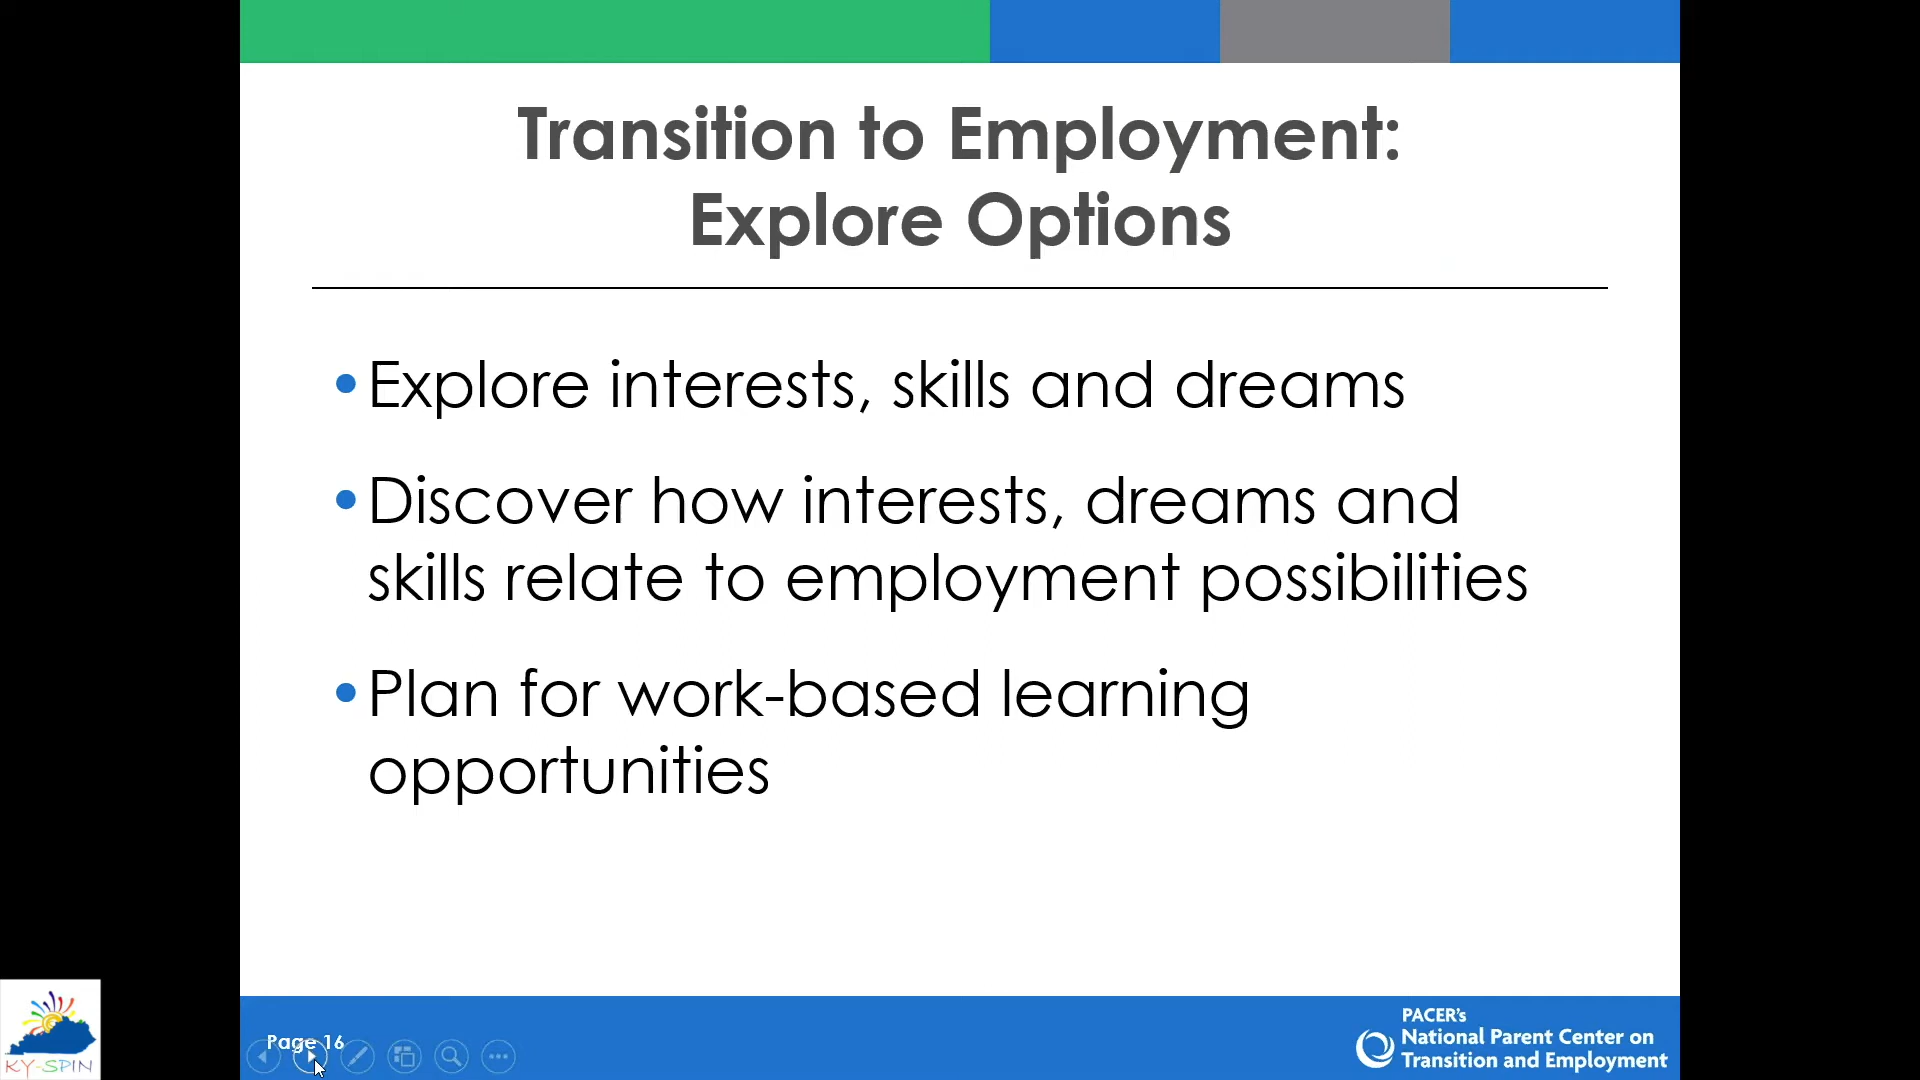 Transition to Employment:
Explore Options
•Explore interests, skills and dreams
•Discover how interests, dreams and
skills relate to employment possibilities
•Plan for work-based learning
opportunities
Page 16
PACER's
National Parent Center on
Transition and Employment
KY-SPIN